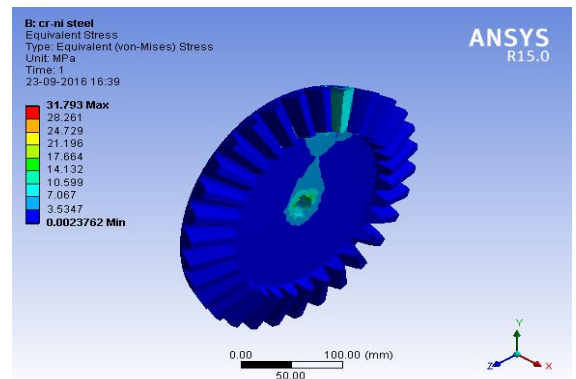 B: cr-ni steel
Equivalent Stress
Type: Equivalent (von-Mises) Stress
Unit: MPa
Time: 1
23-09-2016 16:39
ANSYS
R15.0
31.793 Max
28.261
24.729
21.196
17.664
14.132
10.599
7.067
3.5347
0.0023762 Min
0.00 100.00 (mm)
50.00
Y
Z X